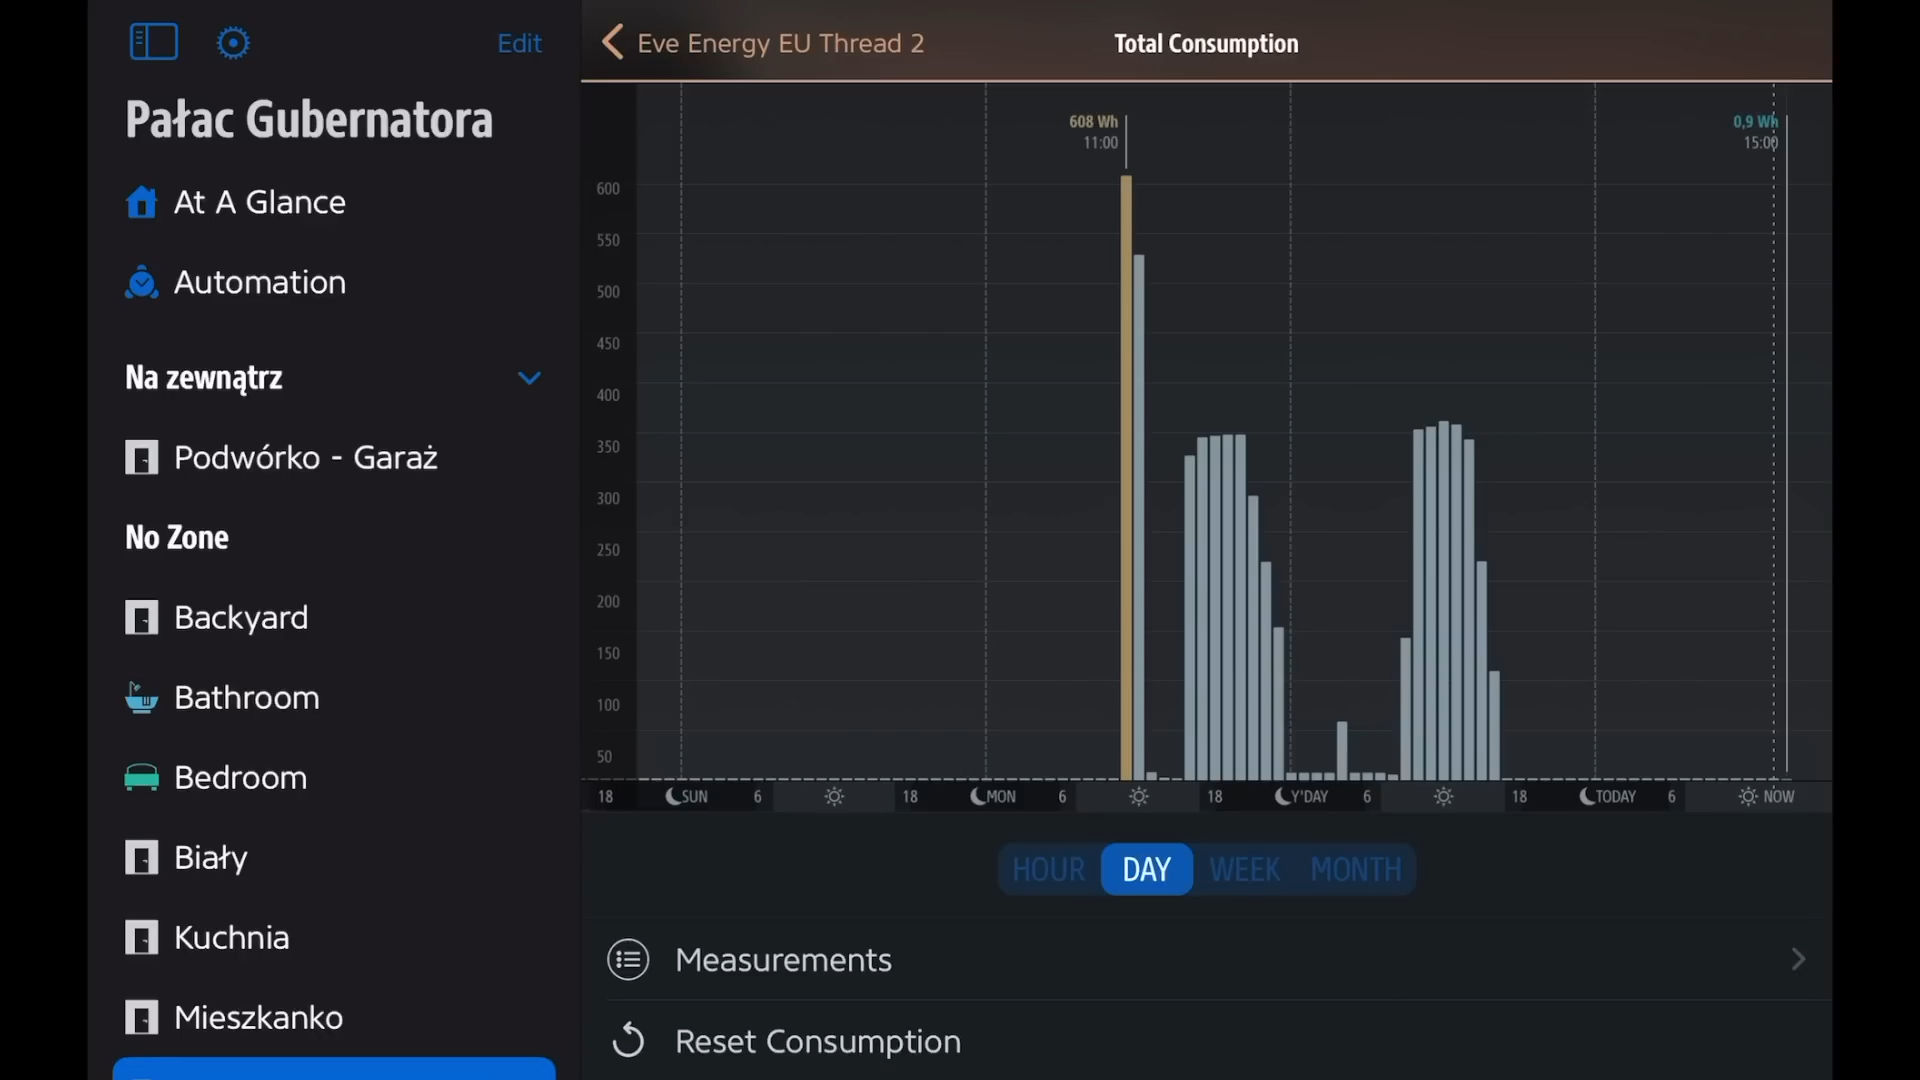 Edit
Pałac Gubernatora
At A Glance
Automation
Na zewnątrz
Podwórko - Garaż
No Zone
Backyard
Bathroom
Bedroom
Biały
Kuchnia
Mieszkanko
Eve Energy EU Thread 2
Total Consumption
608 Wh
11:00
0,9 Wh
15:00
600
550
500
450
400
350
300
250
200
150
100
50
18 SUN 6 18 MON 6 18 Y'DAY 6 18 TODAY 6 NOW
HOUR DAY WEEK MONTH
Measurements
Reset Consumption